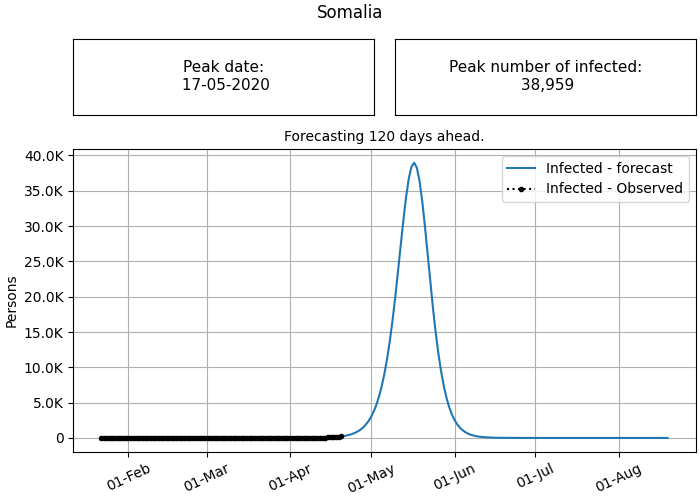 Somalia
Peak date:
17-05-2020
Peak number of infected:
38,959
Forecasting 120 days ahead.
Infected - forecast
Infected - Observed
Persons
40.0K
35.0K
30.0K
25.0K
20.0K
15.0K
10.0K
5.0K
0
01-Feb
01-Mar
01-Apr
01-May
01-Jun
01-Jul
01-Aug